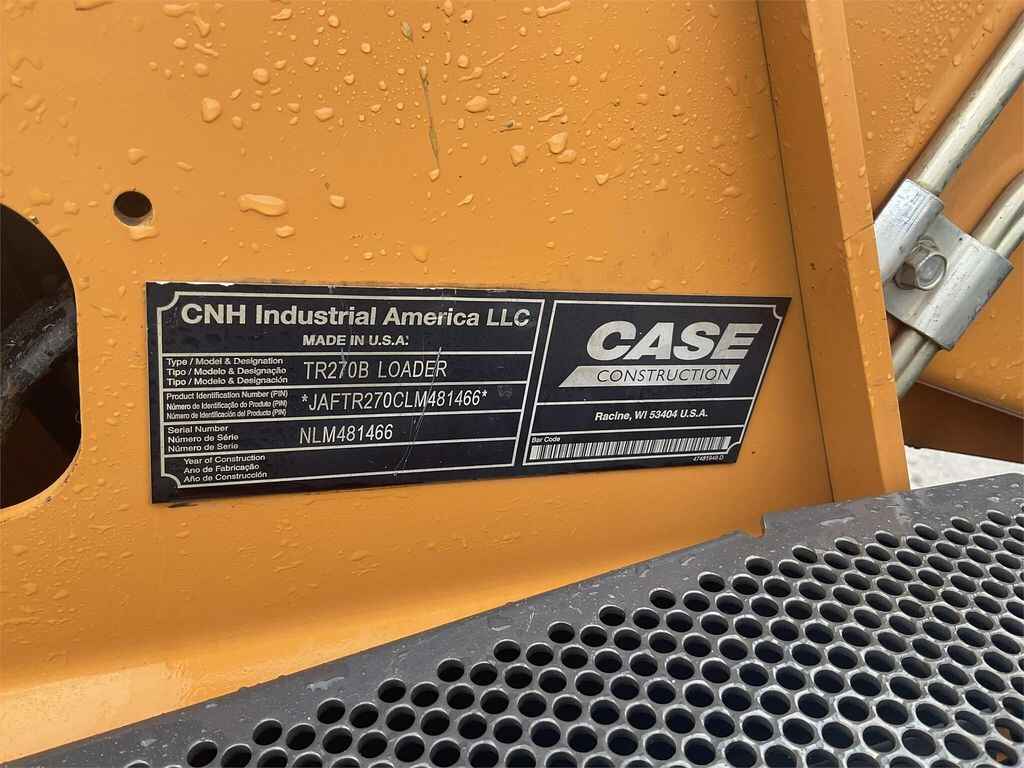 CNH Industrial America LLC
MADE IN U.S.A.
Type / Model & Designation
Tipo / Modelo & Designação
Tipo / Modelo & Designación
TR270B LOADER
Product Identification Number (PIN)
Número de Identificação do Produto (PIN)
Número de Identificación del Producto (PIN)
*JAFTR270CLM481466*
Serial Number
Número de Série
Número de Serie
NLM481466
Year of Construction
Ano de Fabricação
Año de Construcción
CASE
CONSTRUCTION
Racine, WI 53404 U.S.A.
Bar Code